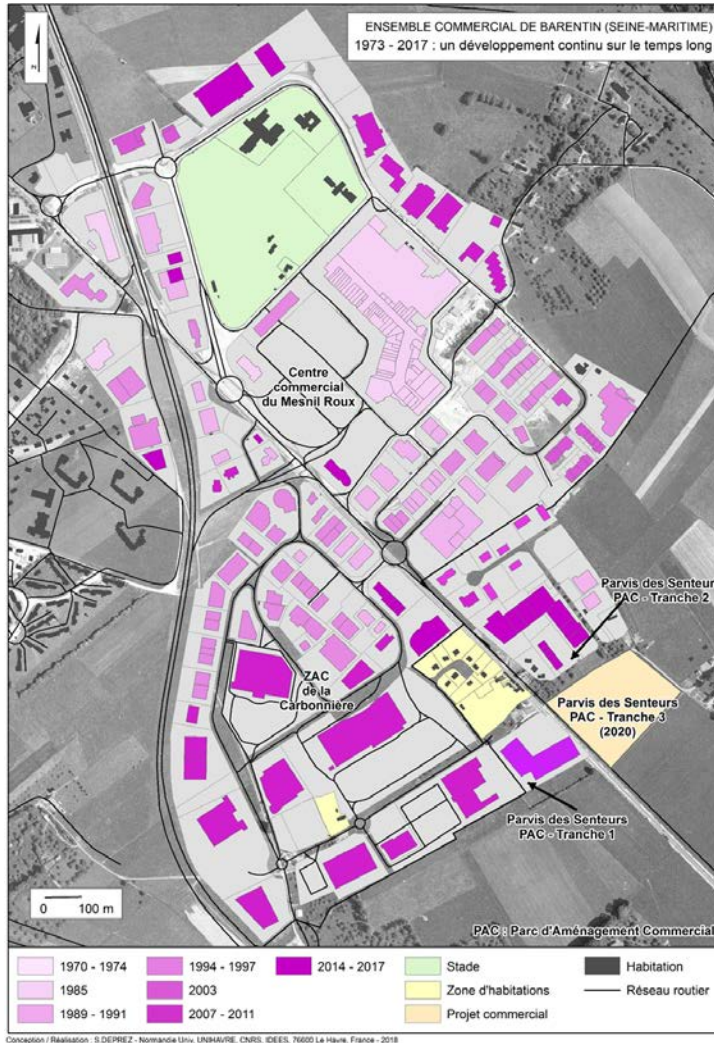 ENSEMBLE COMMERCIAL DE BARENTIN (SEINE-MARITIME)
1973 - 2017 : un développement continu sur le temps long
N
Centre
commercial
du Mesnil Roux
Parvis des Senteurs
PAC - Tranche 2
ZAC
de la
Carbonnière
Parvis des Senteurs
PAC - Tranche 3
(2020)
Parvis des Senteurs
PAC - Tranche 1
0 100 m
PAC : Parc d'Aménagement Commercial
1970 - 1974
1985
1989 - 1991
1994 - 1997
2003
2007 - 2011
2014 - 2017
Stade
Zone d'habitations
Projet commercial
Habitation
Réseau routier
Conception / Réalisation : S.DEPREZ - Normandie Univ, UNIHAVRE, CNRS, IDEES, 76600 Le Havre, France - 2018